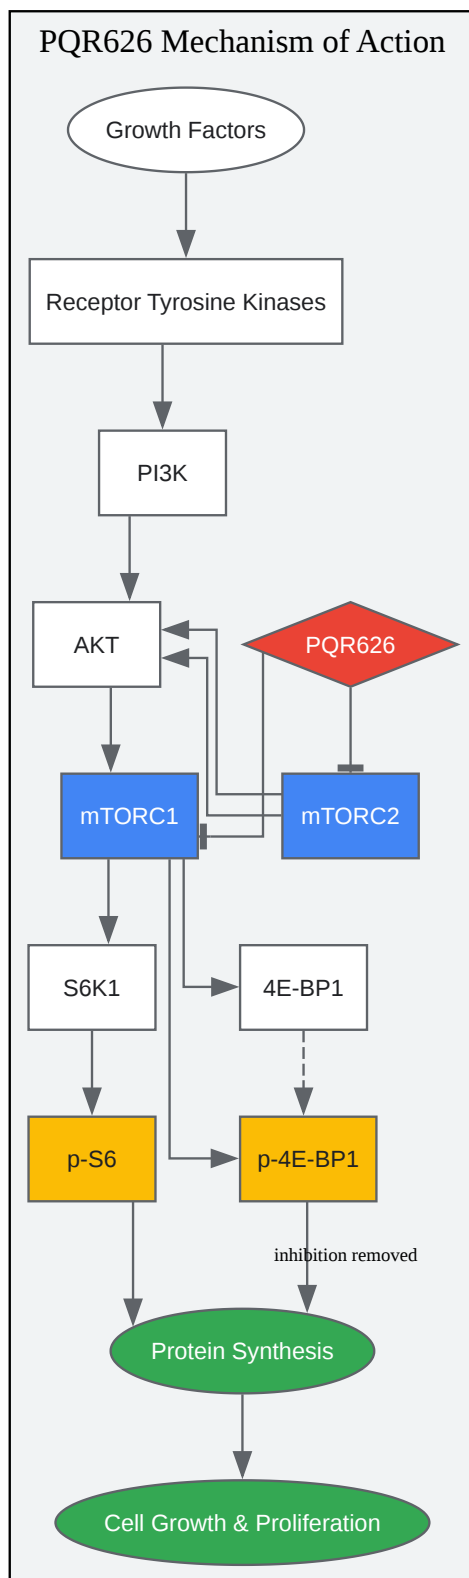 PQR626 Mechanism of Action
Growth Factors
Receptor Tyrosine Kinases
PI3K
AKT
PQR626
mTORC1
mTORC2
S6K1
4E-BP1
p-S6
p-4E-BP1
inhibition removed
Protein Synthesis
Cell Growth & Proliferation